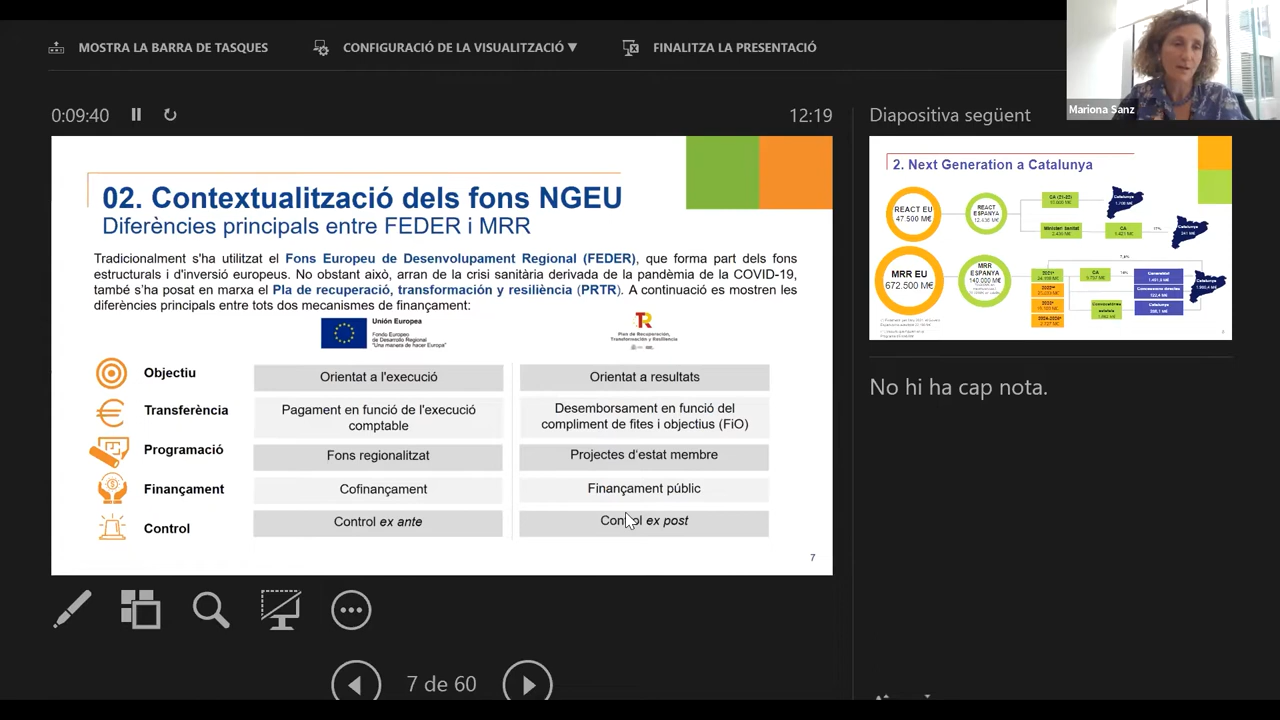 MOSTRA LA BARRA DE TASQUES
CONFIGURACIÓ DE LA VISUALITZACIÓ ▼
FINALITZA LA PRESENTACIÓ
Mariona Sanz
0:09:40
12:19
02. Contextualització dels fons NGEU
Diferències principals entre FEDER i MRR
Tradicionalment s'ha utilitzat el Fons Europeu de Desenvolupament Regional (FEDER), que forma part dels fons
estructurals i d'inversió europeus. No obstant això, arran de la crisi sanitària derivada de la pandèmia de la COVID-19,
també s'ha posat en marxa el Pla de recuperació, transformación y resiliència (PRTR). A continuació es mostren les
diferències principals entre tots dos mecanismes de finançament:
Unión Europea
Fondo Europeo
de Desarrollo Regional
"Una manera de hacer Europa"
Plan de Recuperación,
Transformación y Resiliencia
Objectiu
Orientat a l'execució
Orientat a resultats
Transferència
Pagament en funció de l'execució
comptable
Desemborsament en funció del
compliment de fites i objectius (FiO)
Programació
Fons regionalitzat
Projectes d'estat membre
Finançament
Cofinançament
Finançament públic
Control
Control ex ante
Control ex post
7
7 de 60
Diapositiva següent
2. Next Generation a Catalunya
REACT EU
47.500 M€
REACT
ESPANYA
MRR EU
672.500 M€
MRR
ESPANYA
140.000 M€
CA
CA
No hi ha cap nota.